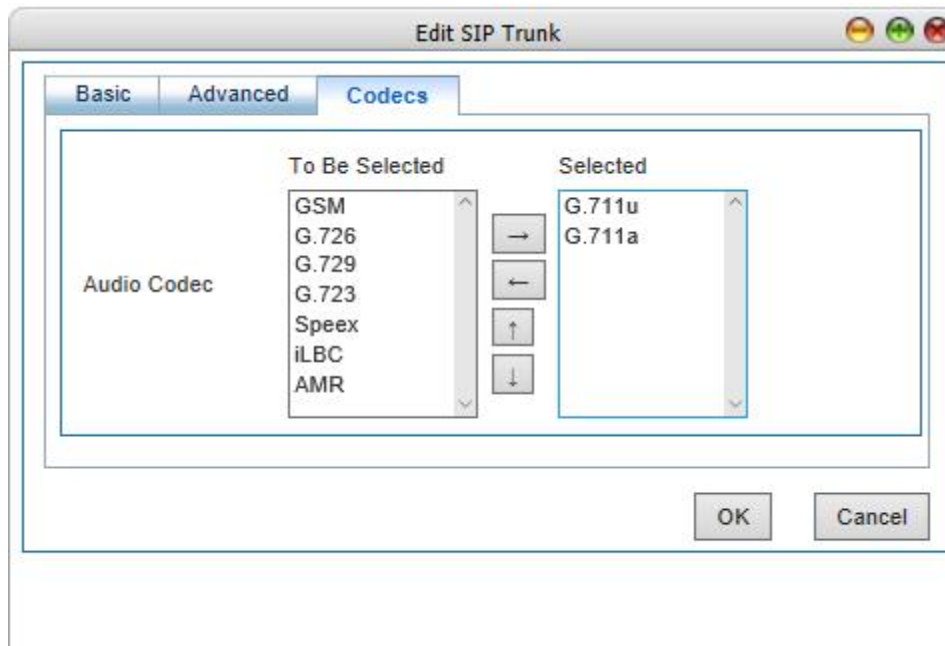 Edit SIP Trunk
Basic Advanced Codecs
To Be Selected Selected
Audio Codec
GSM
G.726
G.729
G.723
Speex
iLBC
AMR
→
←
↑
↓
G.711u
G.711a
OK Cancel